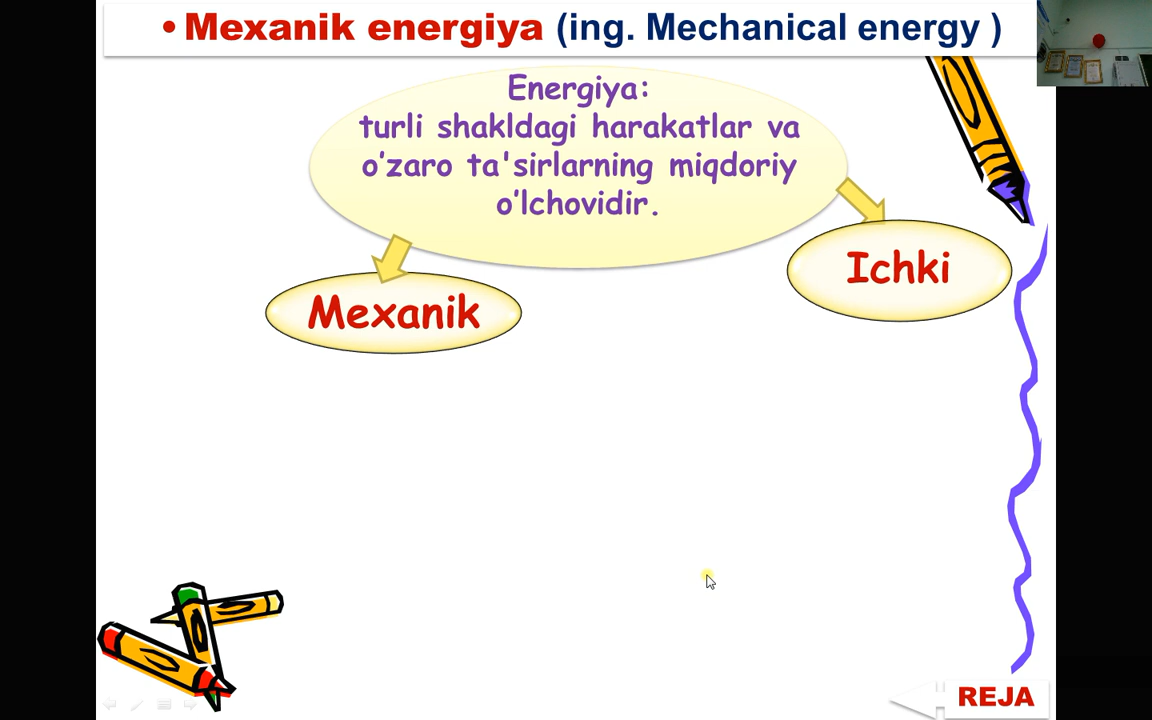 • Mexanik energiya (ing. Mechanical energy )
Energiya:
turli shakldagi harakatlar va
o’zaro ta'sirlarning miqdoriy
o’lchovidir.
Ichki
Mexanik
REJA